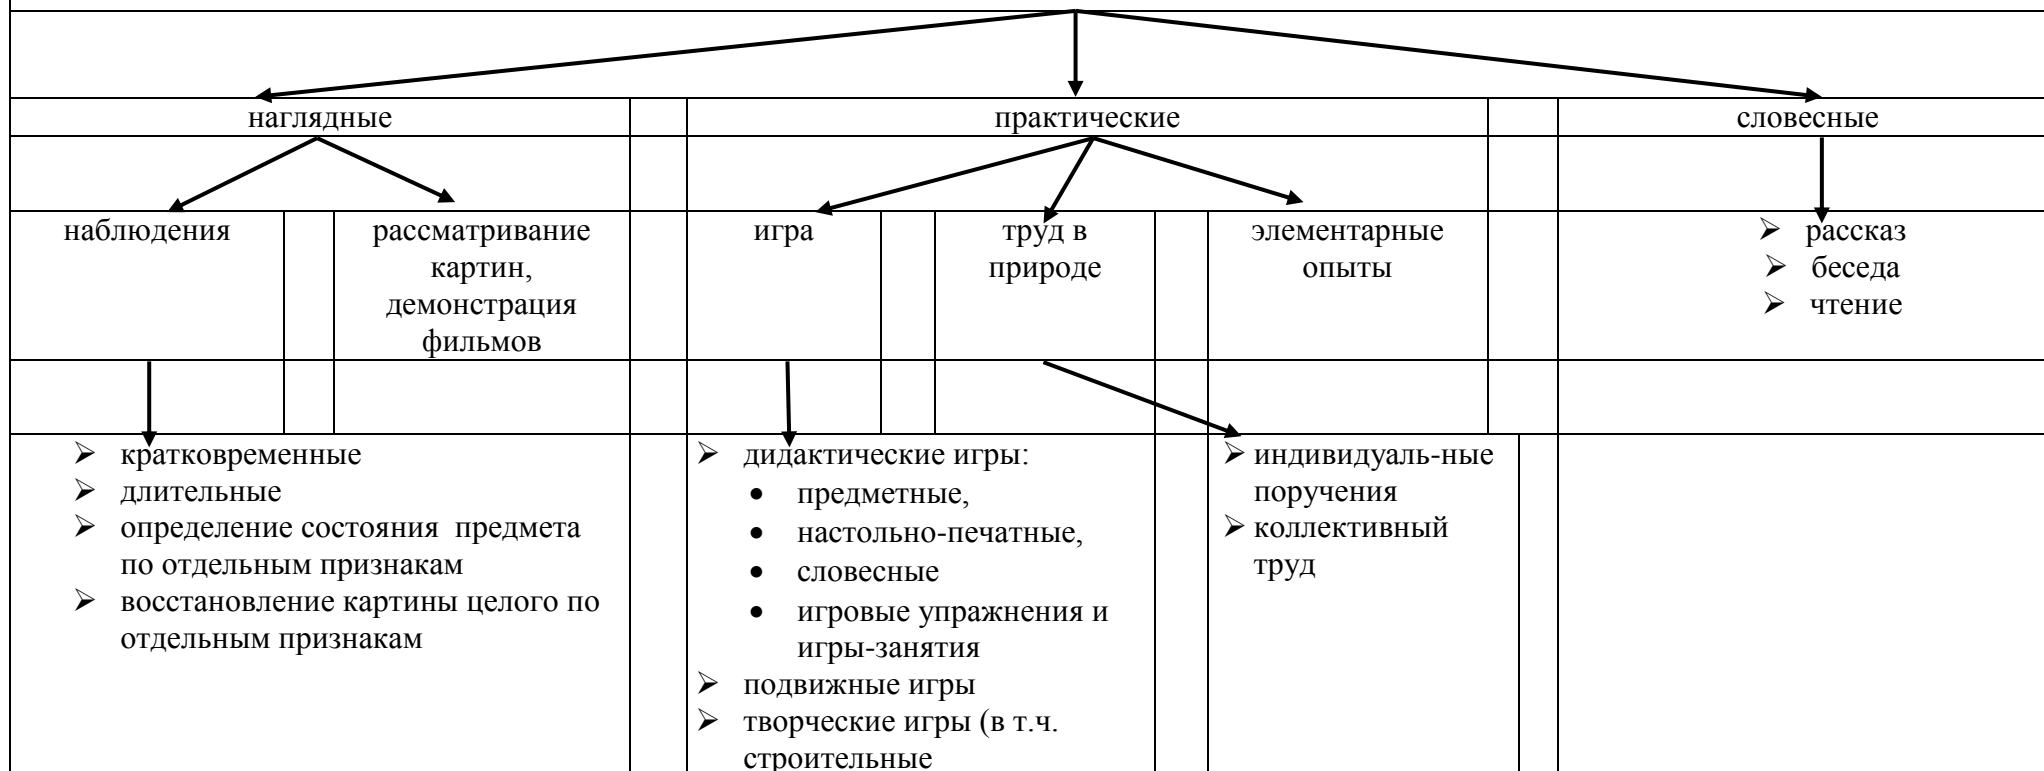 наглядные
практические
словесные
наблюдения
рассматривание
картин,
демонстрация
фильмов
игра
труд в
природе
элементарные
опыты
➢ рассказ
➢ беседа
➢ чтение
➢ кратковременные
➢ длительные
➢ определение состояния предмета
по отдельным признакам
➢ восстановление картины целого по
отдельным признакам
➢ дидактические игры:
• предметные,
• настольно-печатные,
• словесные
• игровые упражнения и
игры-занятия
➢ подвижные игры
➢ творческие игры (в т.ч.
строительные
➢ индивидуаль-ные
поручения
➢ коллективный
труд